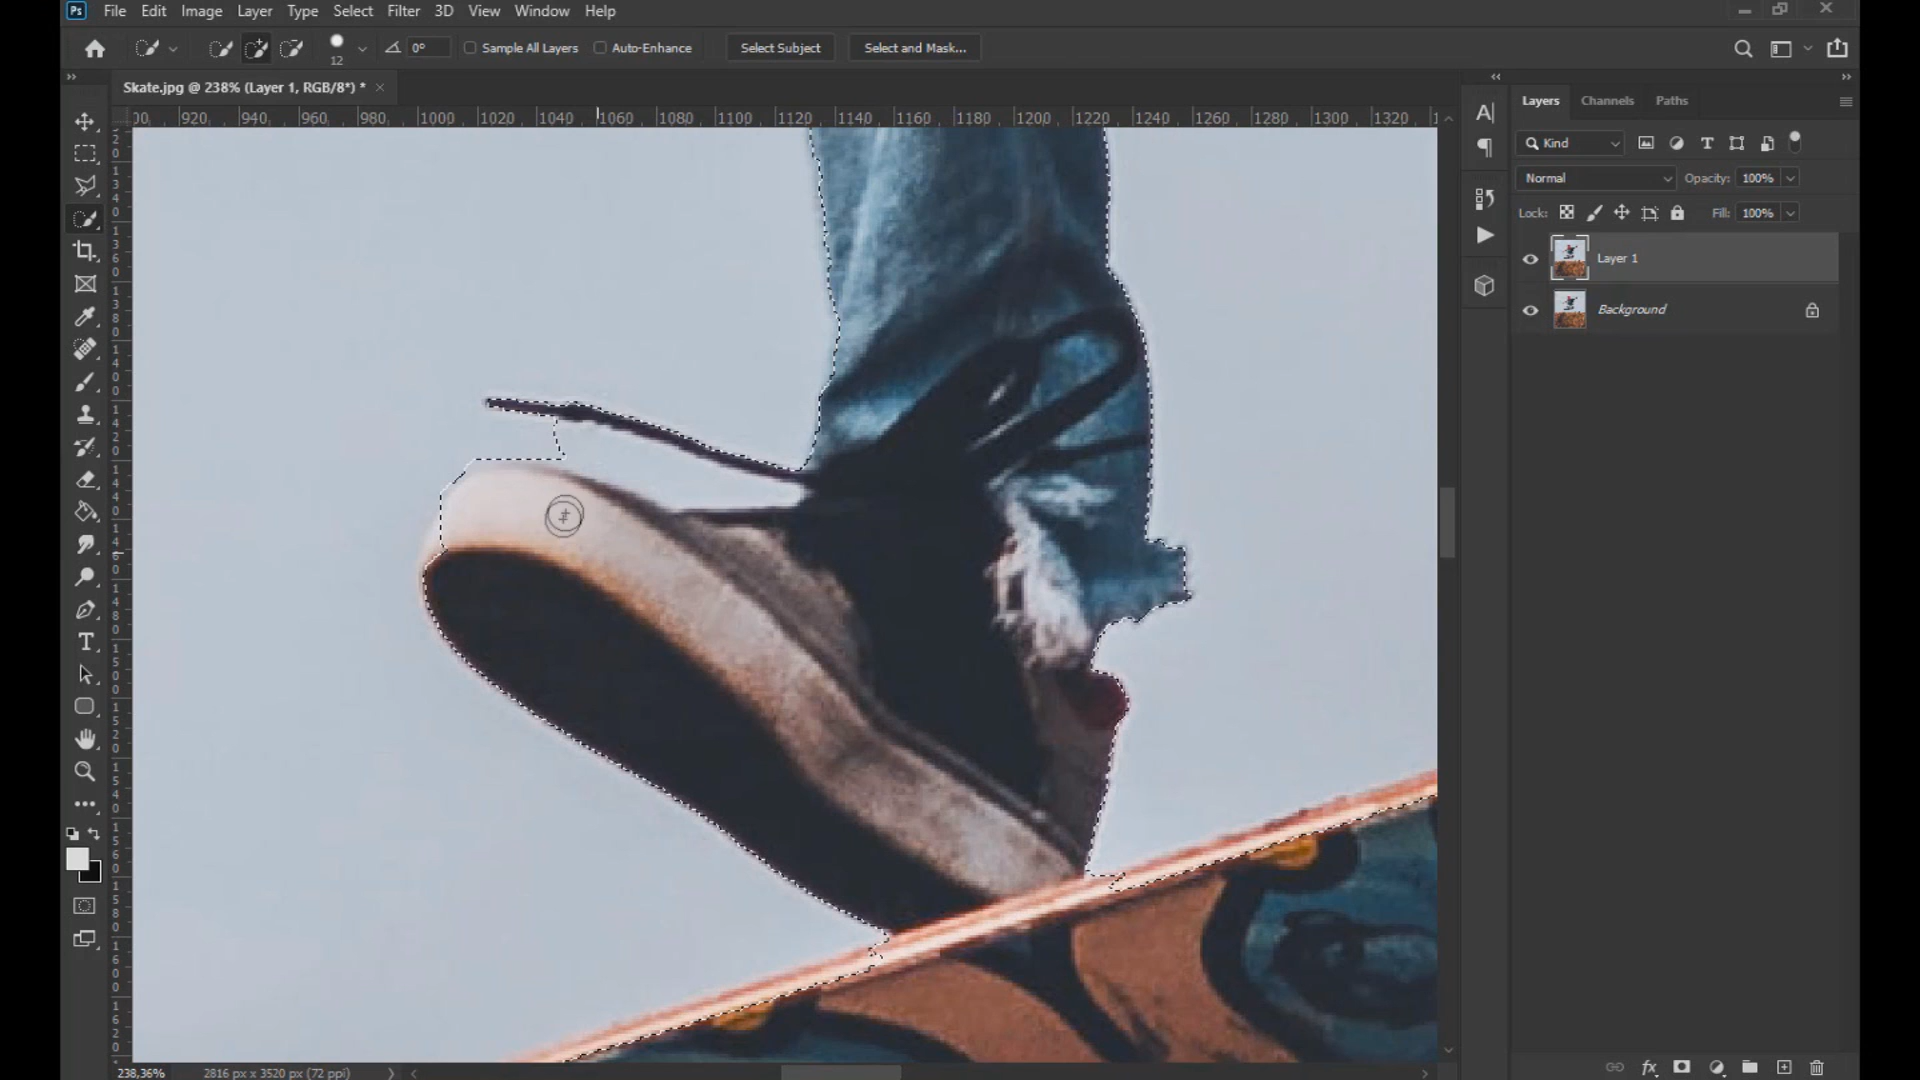 Ps File Edit Image Layer Type Select Filter 3D View Window Help
12 0° Sample All Layers Auto-Enhance Select Subject Select and Mask...
Skate.jpg @ 238% (Layer 1, RGB/8*) *
920 940 960 980 1000 1020 1040 1060 1080 1100 1120 1140 1160 1180 1200 1220 1240 1260 1280 1300 1320
Layers Channels Paths
Kind
Normal Opacity: 100%
Lock: Fill: 100%
Layer 1
Background
238,36% 2816 px x 3520 px (72 ppi)